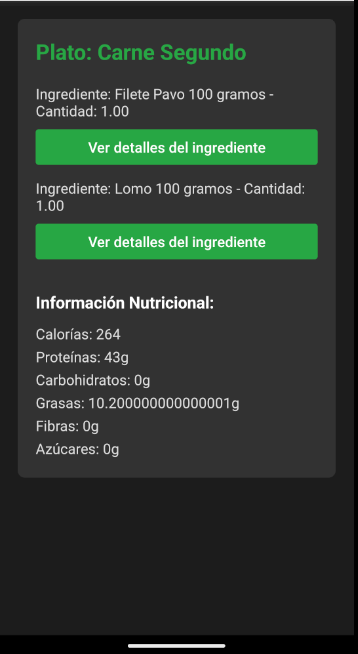 Plato: Carne Segundo
Ingrediente: Filete Pavo 100 gramos -
Cantidad: 1.00
Ver detalles del ingrediente
Ingrediente: Lomo 100 gramos - Cantidad:
1.00
Ver detalles del ingrediente
Información Nutricional:
Calorías: 264
Proteínas: 43g
Carbohidratos: 0g
Grasas: 10.200000000000001g
Fibras: 0g
Azúcares: 0g